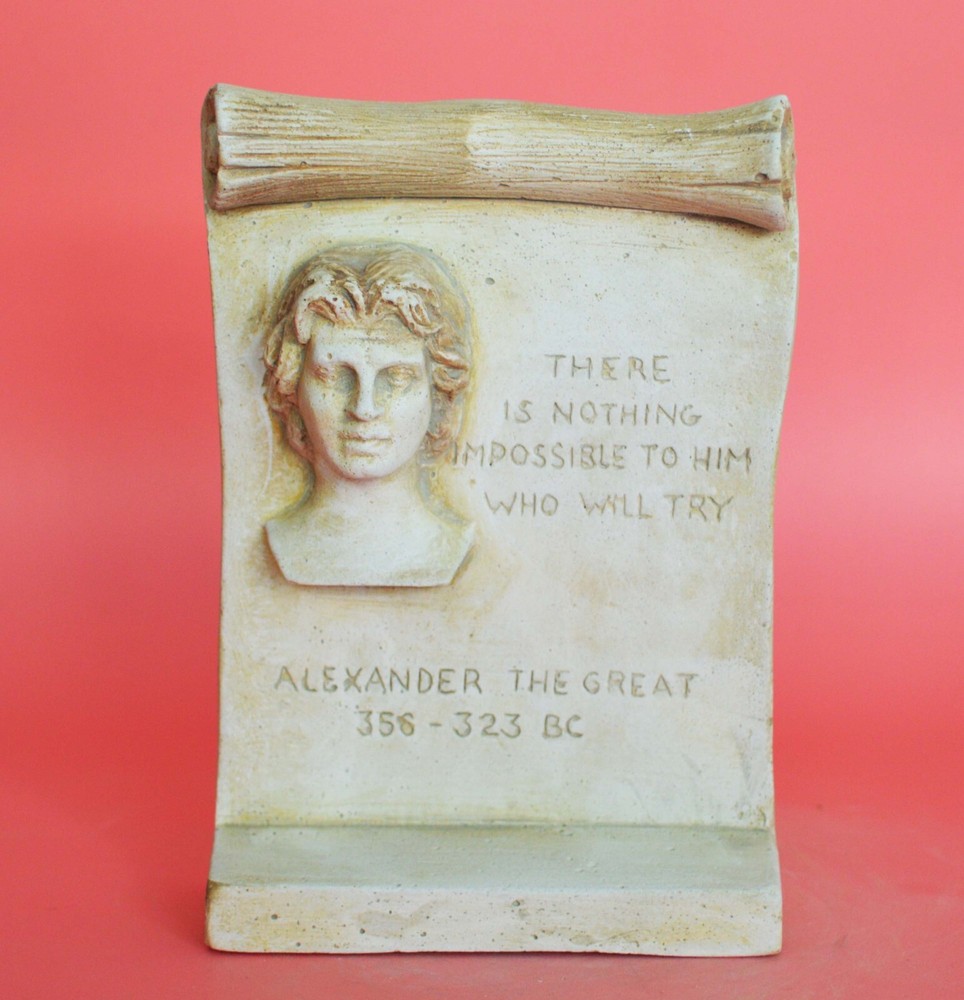 THERE
IS NOTHING
IMPOSSIBLE TO HIM
WHO WILL TRY
ALEXANDER THE GREAT
356 - 323 BC